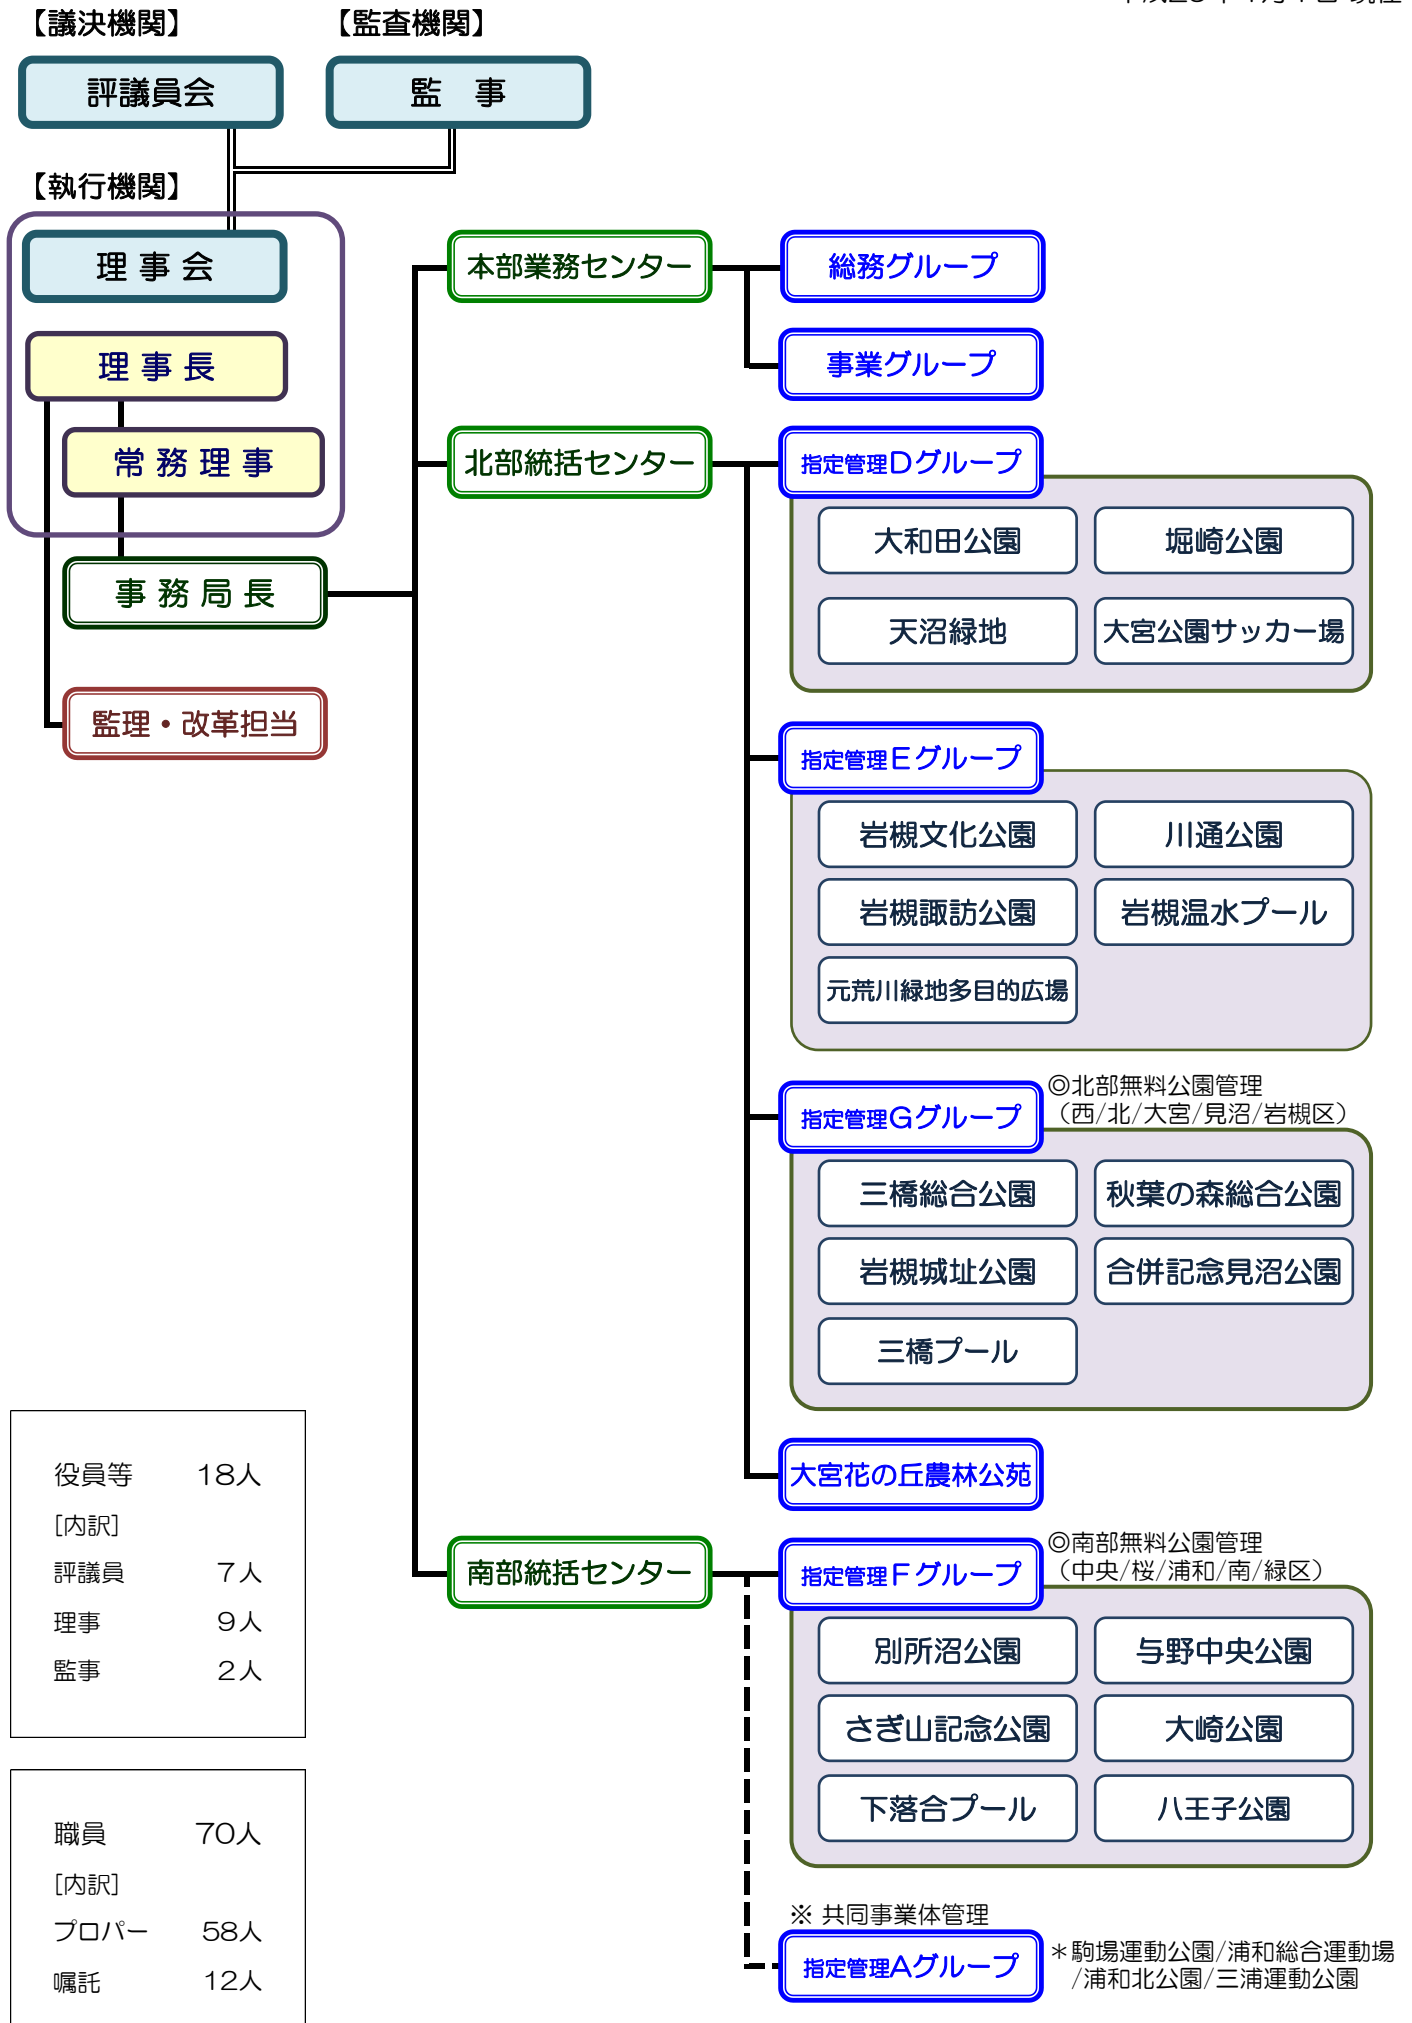 【議決機関】
【監査機関】
評議員会
監　事
【執行機関】
理 事 会
理 事 長
常 務 理 事
事 務 局 長
監理・改革担当
本部業務センター
総務グループ
事業グループ
北部統括センター
指定管理Dグループ
大和田公園
堀崎公園
天沼緑地
大宮公園サッカー場
指定管理Eグループ
岩槻文化公園
川通公園
岩槻諏訪公園
岩槻温水プール
元荒川緑地多目的広場
指定管理Gグループ
◎北部無料公園管理
（西/北/大宮/見沼/岩槻区）
三橋総合公園
秋葉の森総合公園
岩槻城址公園
合併記念見沼公園
三橋プール
大宮花の丘農林公苑
南部統括センター
指定管理Fグループ
◎南部無料公園管理
（中央/桜/浦和/南/緑区）
別所沼公園
与野中央公園
さぎ山記念公園
大崎公園
下落合プール
八王子公園
※ 共同事業体管理
指定管理Aグループ
＊駒場運動公園/浦和総合運動場
/浦和北公園/三浦運動公園
役員等　18人
[内訳]
評議員　7人
理事　9人
監事　2人
職員　70人
[内訳]
プロパー　58人
嘱託　12人